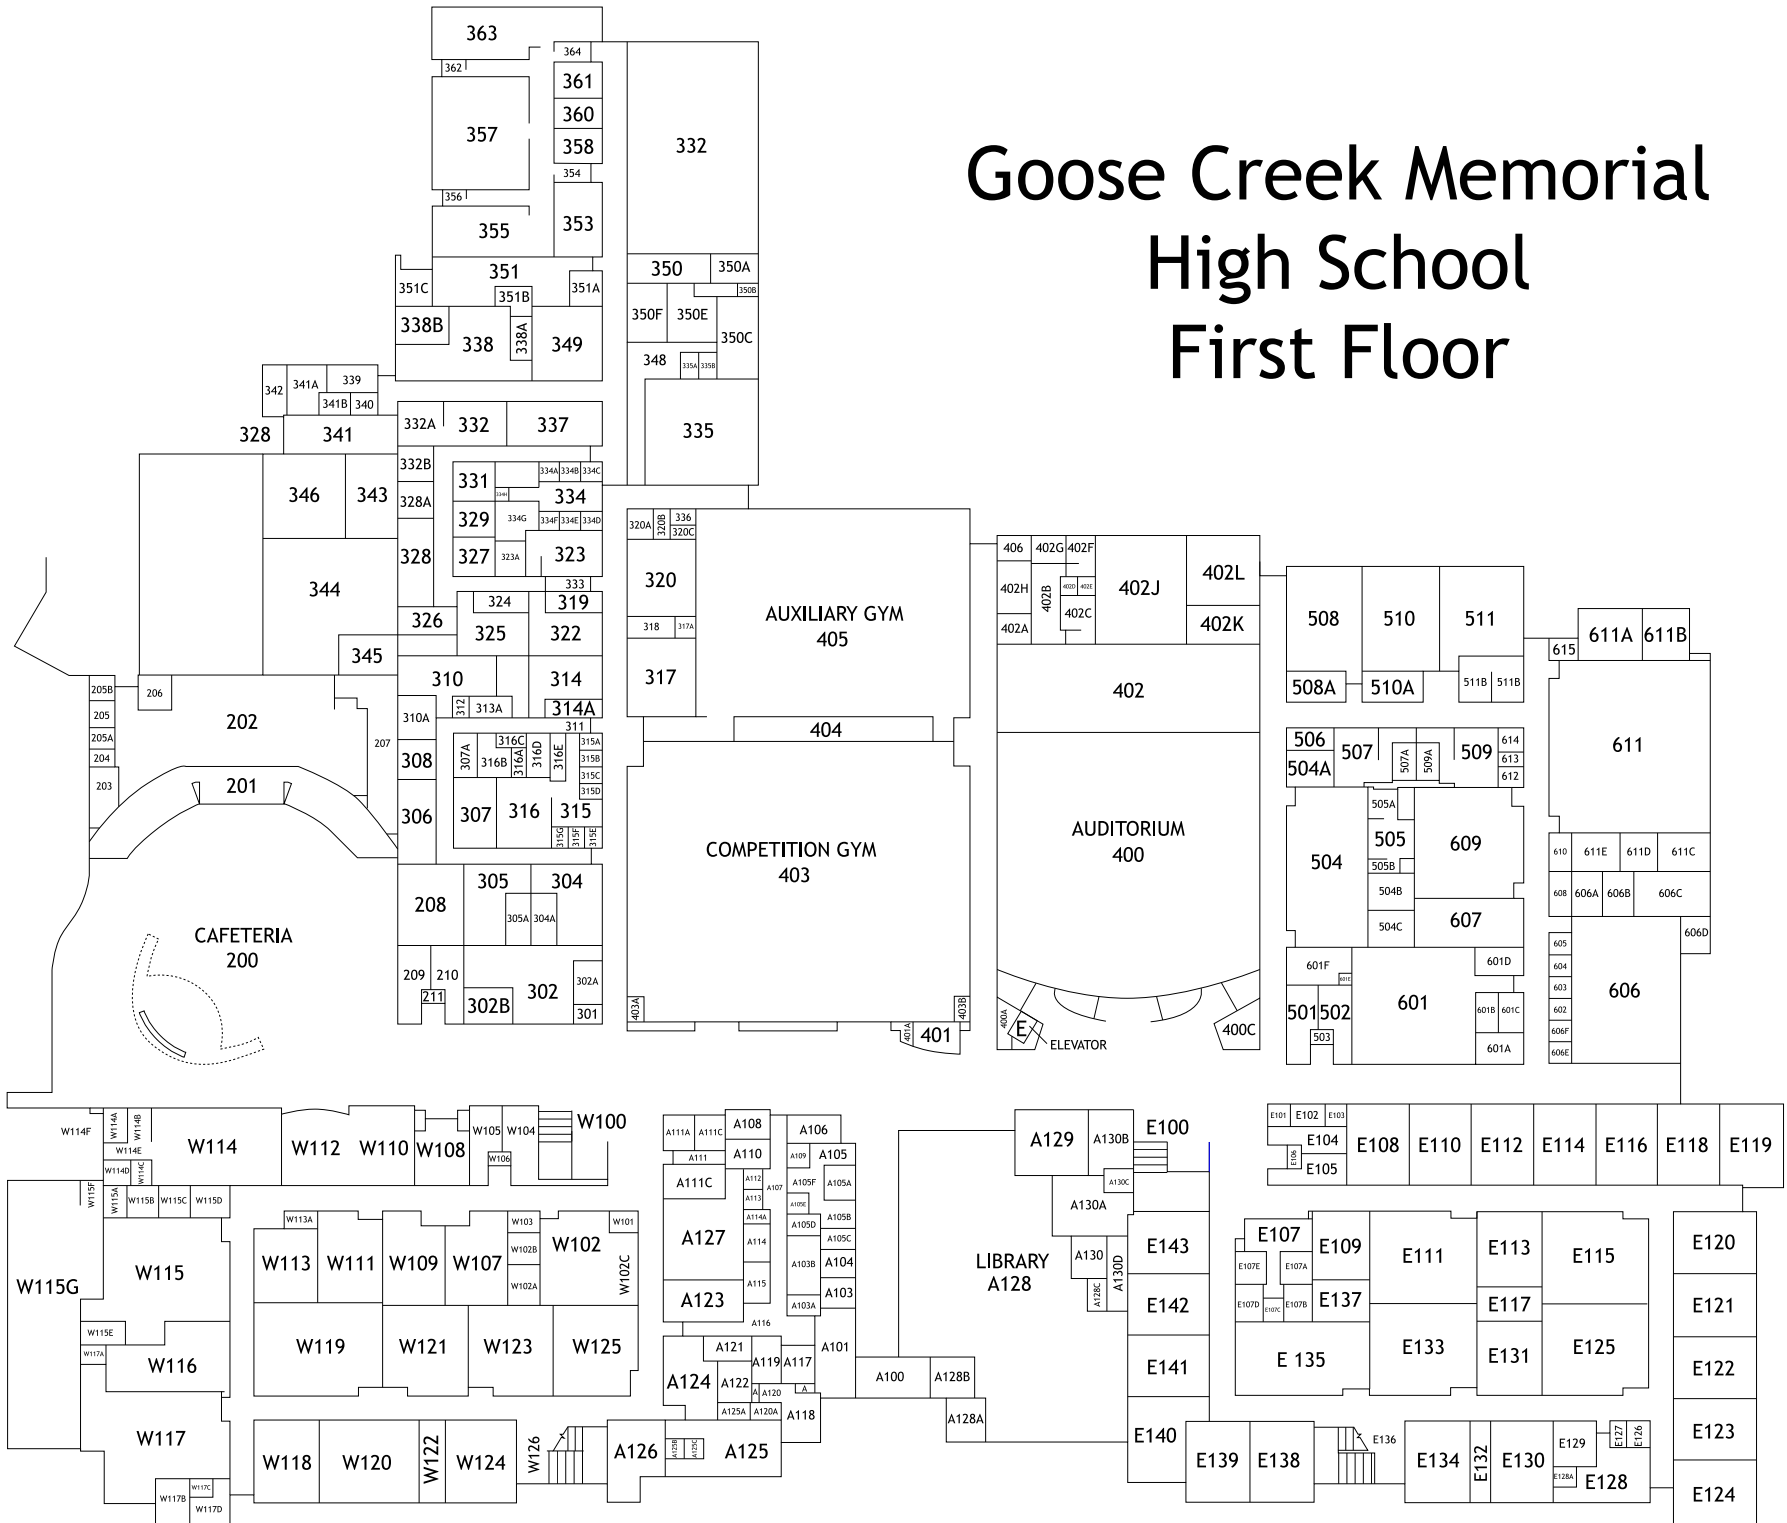 Goose Creek Memorial
High School
First Floor
363
364
362
361
360
357
358
354
356
353
355
351
351C
351B
351A
338B
338
338A
349
332
350
350A
350B
350F
350E
350C
348
335A
335B
335
342
341A
339
341B
340
328
341
332A
332
337
346
343
332B
328A
328
331
334A
334B
334C
334H
334
329
334G
334F
334E
334D
327
323A
323
333
344
326
324
319
325
322
345
310
314
312
313A
314A
310A
311
308
307A
316C
316B
316A
316D
316E
315A
315B
315C
315D
306
307
316
315
315G
315F
315E
320A
320B
336
320C
320
318
317A
317
AUXILIARY GYM
405
404
COMPETITION GYM
403
403A
403B
401A
401
205B
206
205
205A
204
203
202
207
201
CAFETERIA
200
208
305
304
305A
304A
209
210
211
302B
302
302A
301
406
402G
402F
402H
402B
402D
402E
402C
402A
402J
402L
402K
402
AUDITORIUM
400
400A
E
ELEVATOR
400C
508
510
511
508A
510A
511B
511B
506
504A
507
507A
509A
509
614
613
612
504
505A
505
505B
504B
504C
609
607
601F
601E
601D
501
502
503
601
601B
601C
601A
615
611A
611B
611
610
611E
611D
611C
608
606A
606B
606C
606D
605
604
603
602
606F
606E
606
W114F
W114A
W114B
W114E
W114D
W114C
W114
W112
W110
W108
W105
W104
W106
W100
W115F
W115A
W115B
W115C
W115D
W115G
W115
W115E
W117A
W116
W117
W117B
W117C
W117D
W113A
W113
W111
W109
W107
W103
W102B
W102A
W102
W101
W102C
W119
W121
W123
W125
W118
W120
W122
W124
W126
A111A
A111C
A108
A110
A111
A111C
A112
A113
A107
A127
A114A
A114
A115
A123
A116
A106
A109
A105
A105F
A105A
A105E
A105B
A105D
A105C
A103B
A104
A103
A103A
A101
A121
A119
A117
A124
A122
A
A120
A
A125A
A120A
A118
A126
A125B
A125C
A125
A100
A128B
A128A
LIBRARY
A128
A129
A130B
A130C
A130A
A130
A130D
A128C
E100
E143
E142
E141
E140
E139
E138
E136
E101
E102
E103
E104
E106
E105
E108
E110
E112
E114
E116
E118
E119
E107
E107E
E107A
E107D
E107C
E107B
E109
E137
E 135
E111
E133
E113
E117
E131
E115
E125
E134
E132
E130
E129
E128A
E127
E126
E128
E120
E121
E122
E123
E124